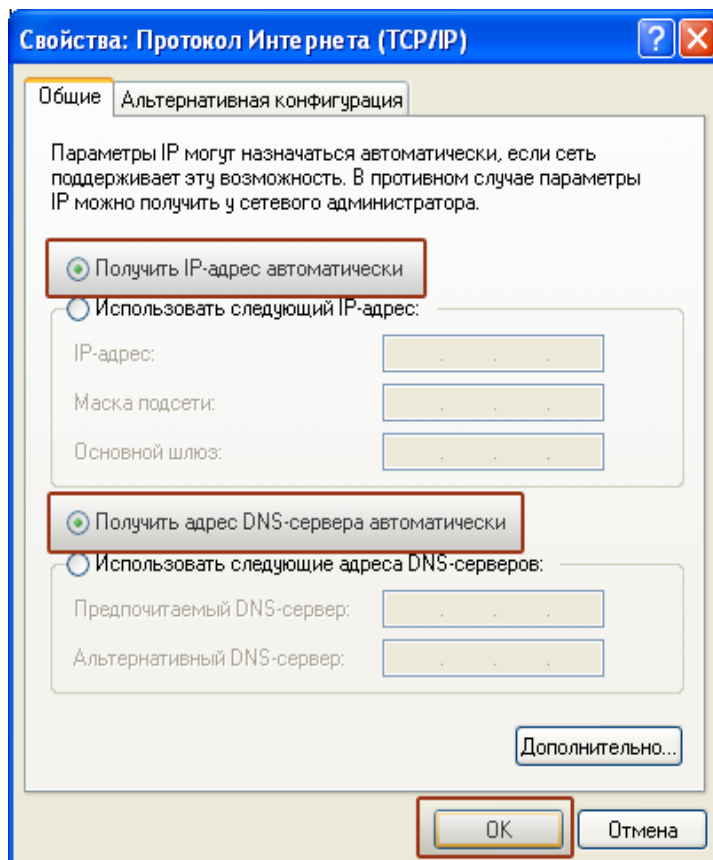 Свойства: Протокол Интернета (TCP/IP)
Общие
Альтернативная конфигурация
Параметры IP могут назначаться автоматически, если сеть
поддерживает эту возможность. В противном случае параметры
IP можно получить у сетевого администратора.
Получить IP-адрес автоматически
Использовать следующий IP-адрес:
IP-адрес:
Маска подсети:
Основной шлюз:
Получить адрес DNS-сервера автоматически
Использовать следующие адреса DNS-серверов:
Предпочитаемый DNS-сервер:
Альтернативный DNS-сервер:
Дополнительно...
OK
Отмена